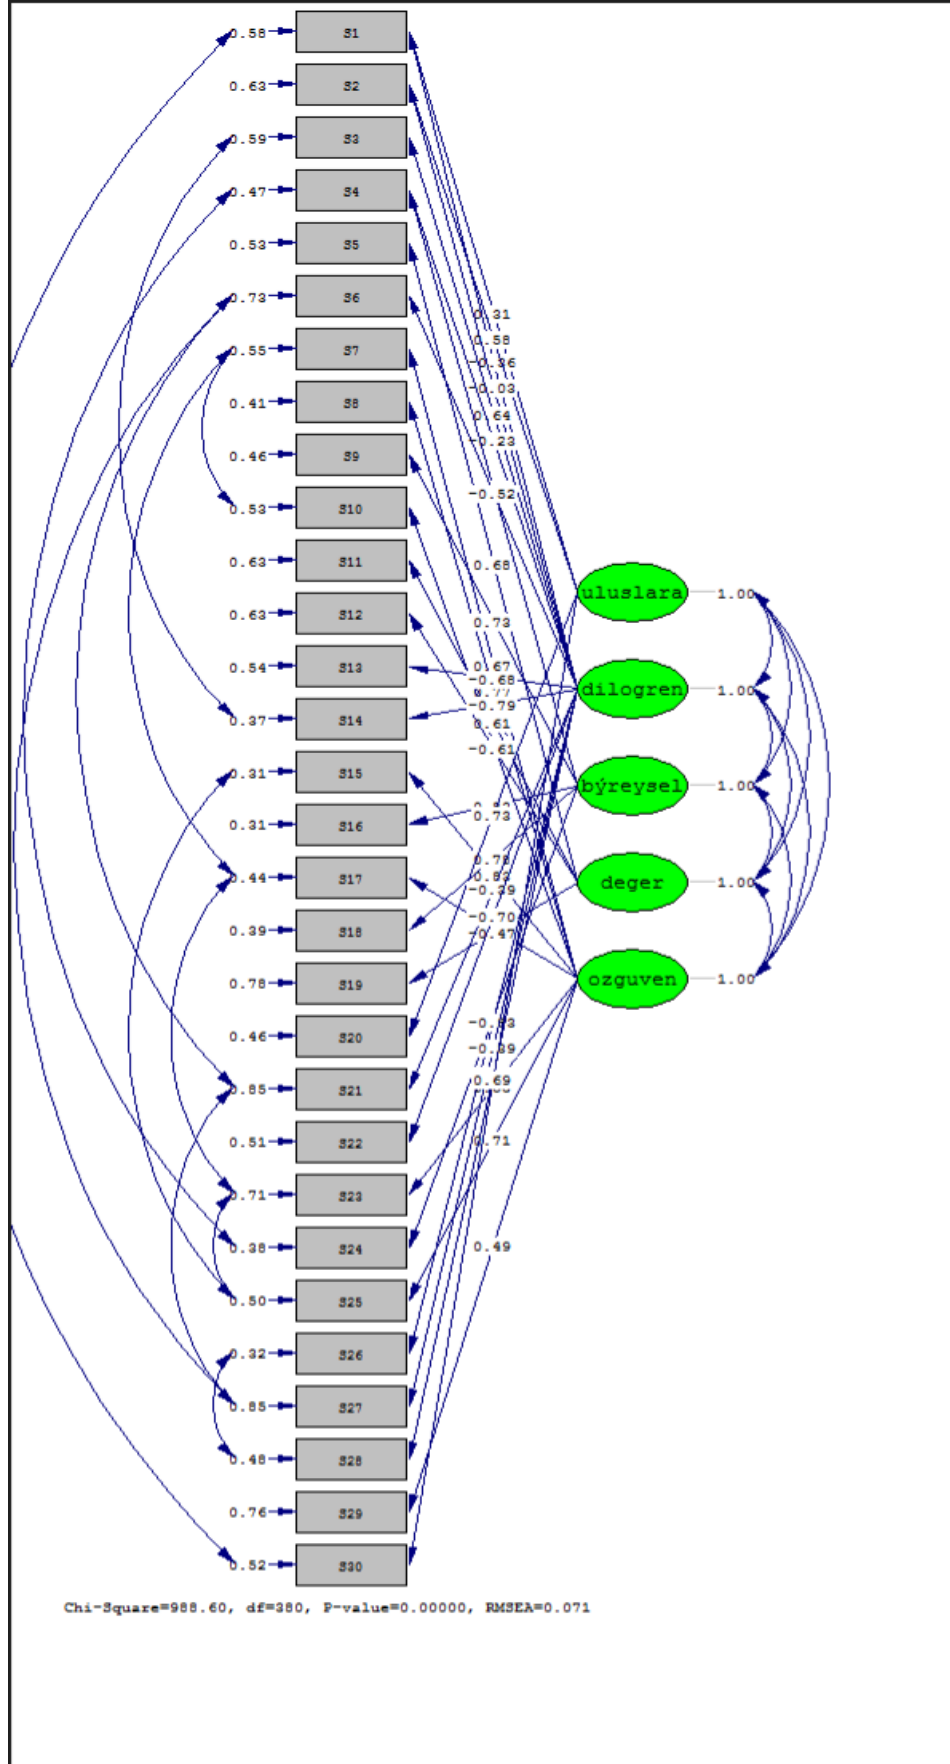 0.58 S1
0.63 S2
0.59 S3
0.47 S4
0.53 S5
0.73 S6
0.31
0.58
0.55 S7
-0.36
-0.03
0.41 S8
0.64
-0.23
0.46 S9
-0.52
0.53 S10
0.63 S11
0.68
uluslara 1.00
0.63 S12
0.73
0.54 S13
0.67
-0.68
dilogren 1.00
0.77
-0.79
0.37 S14
0.61
-0.61
0.31 S15
býreysel 1.00
0.73
0.31 S16
0.78
0.44 S17
0.83
deger 1.00
-0.39
-0.70
0.39 S18
-0.47
ozguven 1.00
0.78 S19
0.46 S20
0.69
0.85 S21
0.51 S22
0.71
0.71 S23
0.38 S24
0.49
0.50 S25
0.32 S26
0.85 S27
0.48 S28
0.76 S29
0.52 S30
Chi-Square=988.60, df=380, P-value=0.00000, RMSEA=0.071